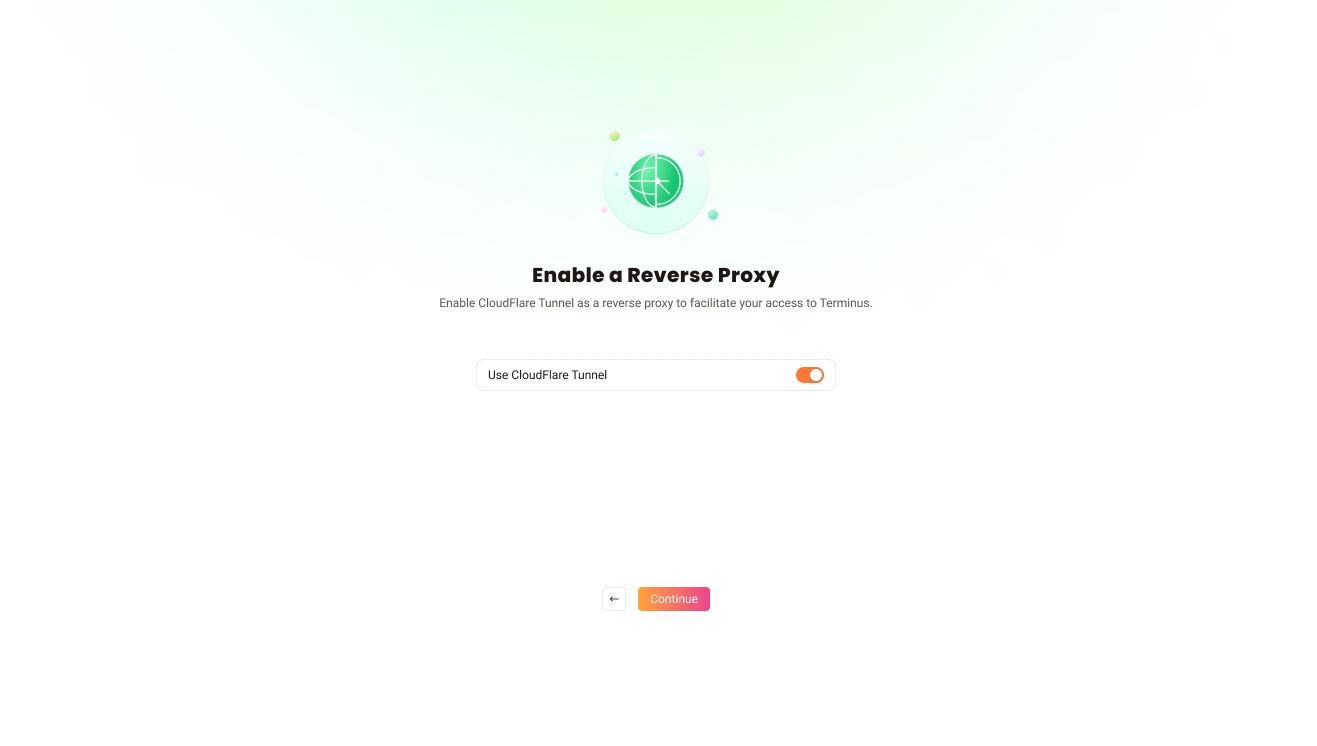 Enable a Reverse Proxy
Enable CloudFlare Tunnel as a reverse proxy to facilitate your access to Terminus.
Use CloudFlare Tunnel
Continue